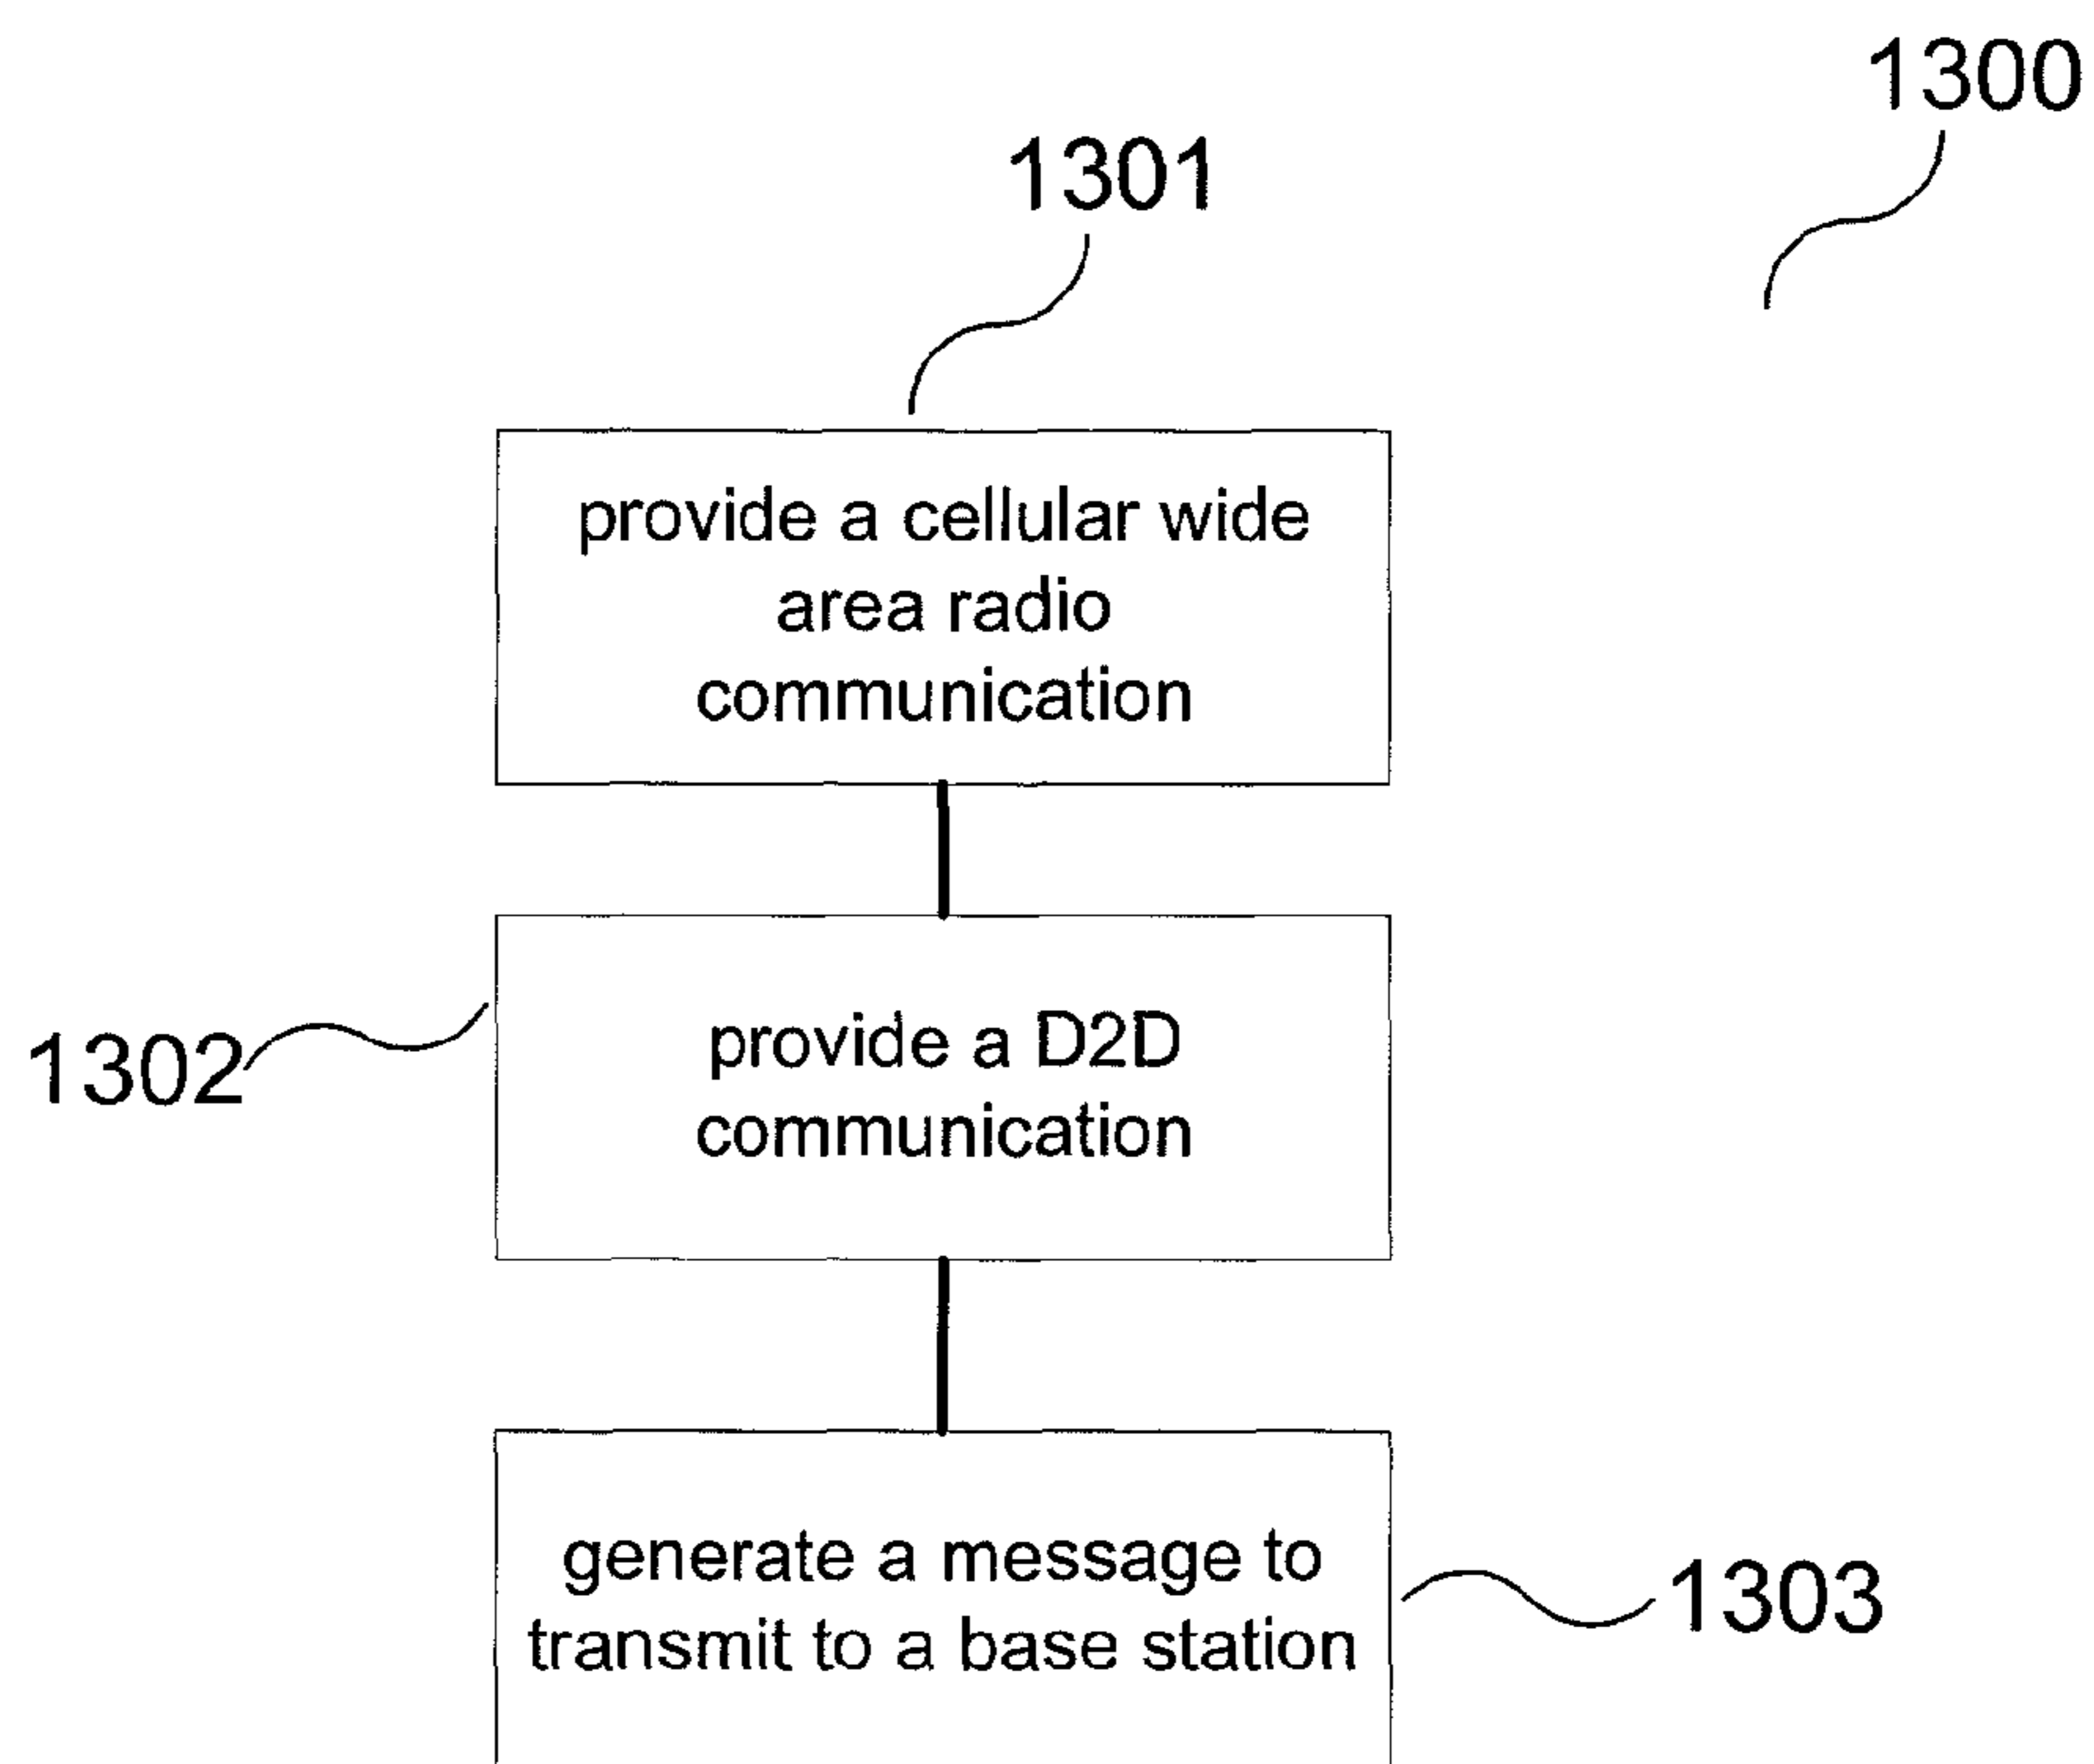 1300
1301
provide a cellular wide
area radio
communication
1302
provide a D2D
communication
generate a message to
transmit to a base station
1303